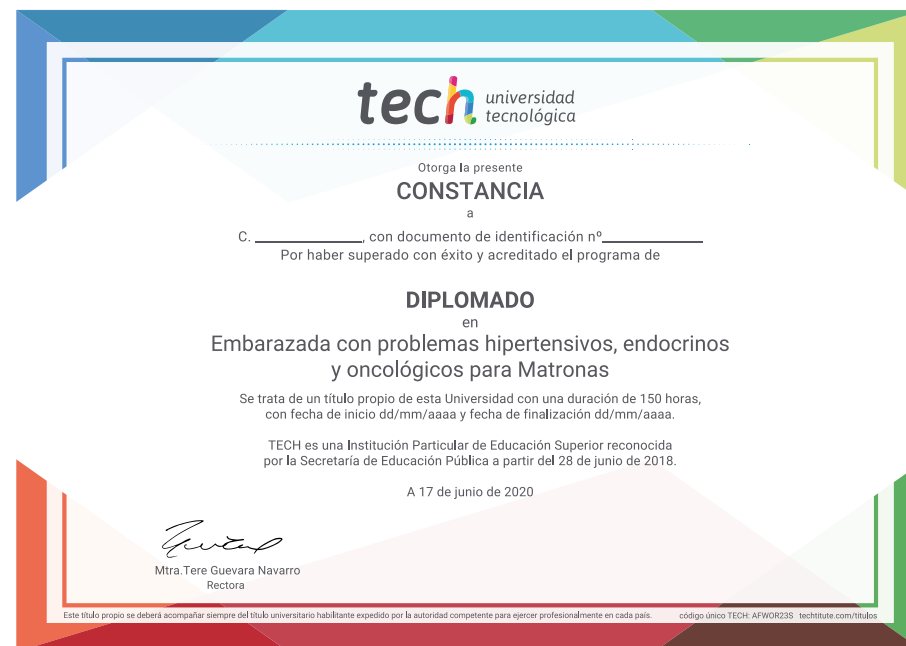 tech universidad
tecnológica
Otorga la presente
CONSTANCIA
a
C. ______________, con documento de identificación nº_____________
Por haber superado con éxito y acreditado el programa de
DIPLOMADO
en
Embarazada con problemas hipertensivos, endocrinos
y oncológicos para Matronas
Se trata de un título propio de esta Universidad con una duración de 150 horas,
con fecha de inicio dd/mm/aaaa y fecha de finalización dd/mm/aaaa.
TECH es una Institución Particular de Educación Superior reconocida
por la Secretaría de Educación Pública a partir del 28 de junio de 2018.
A 17 de junio de 2020
Mtra.Tere Guevara Navarro
Rectora
Este título propio se deberá acompañar siempre del título universitario habilitante expedido por la autoridad competente para ejercer profesionalmente en cada país. código único TECH: AFWOR23S techtitute.com/titulos